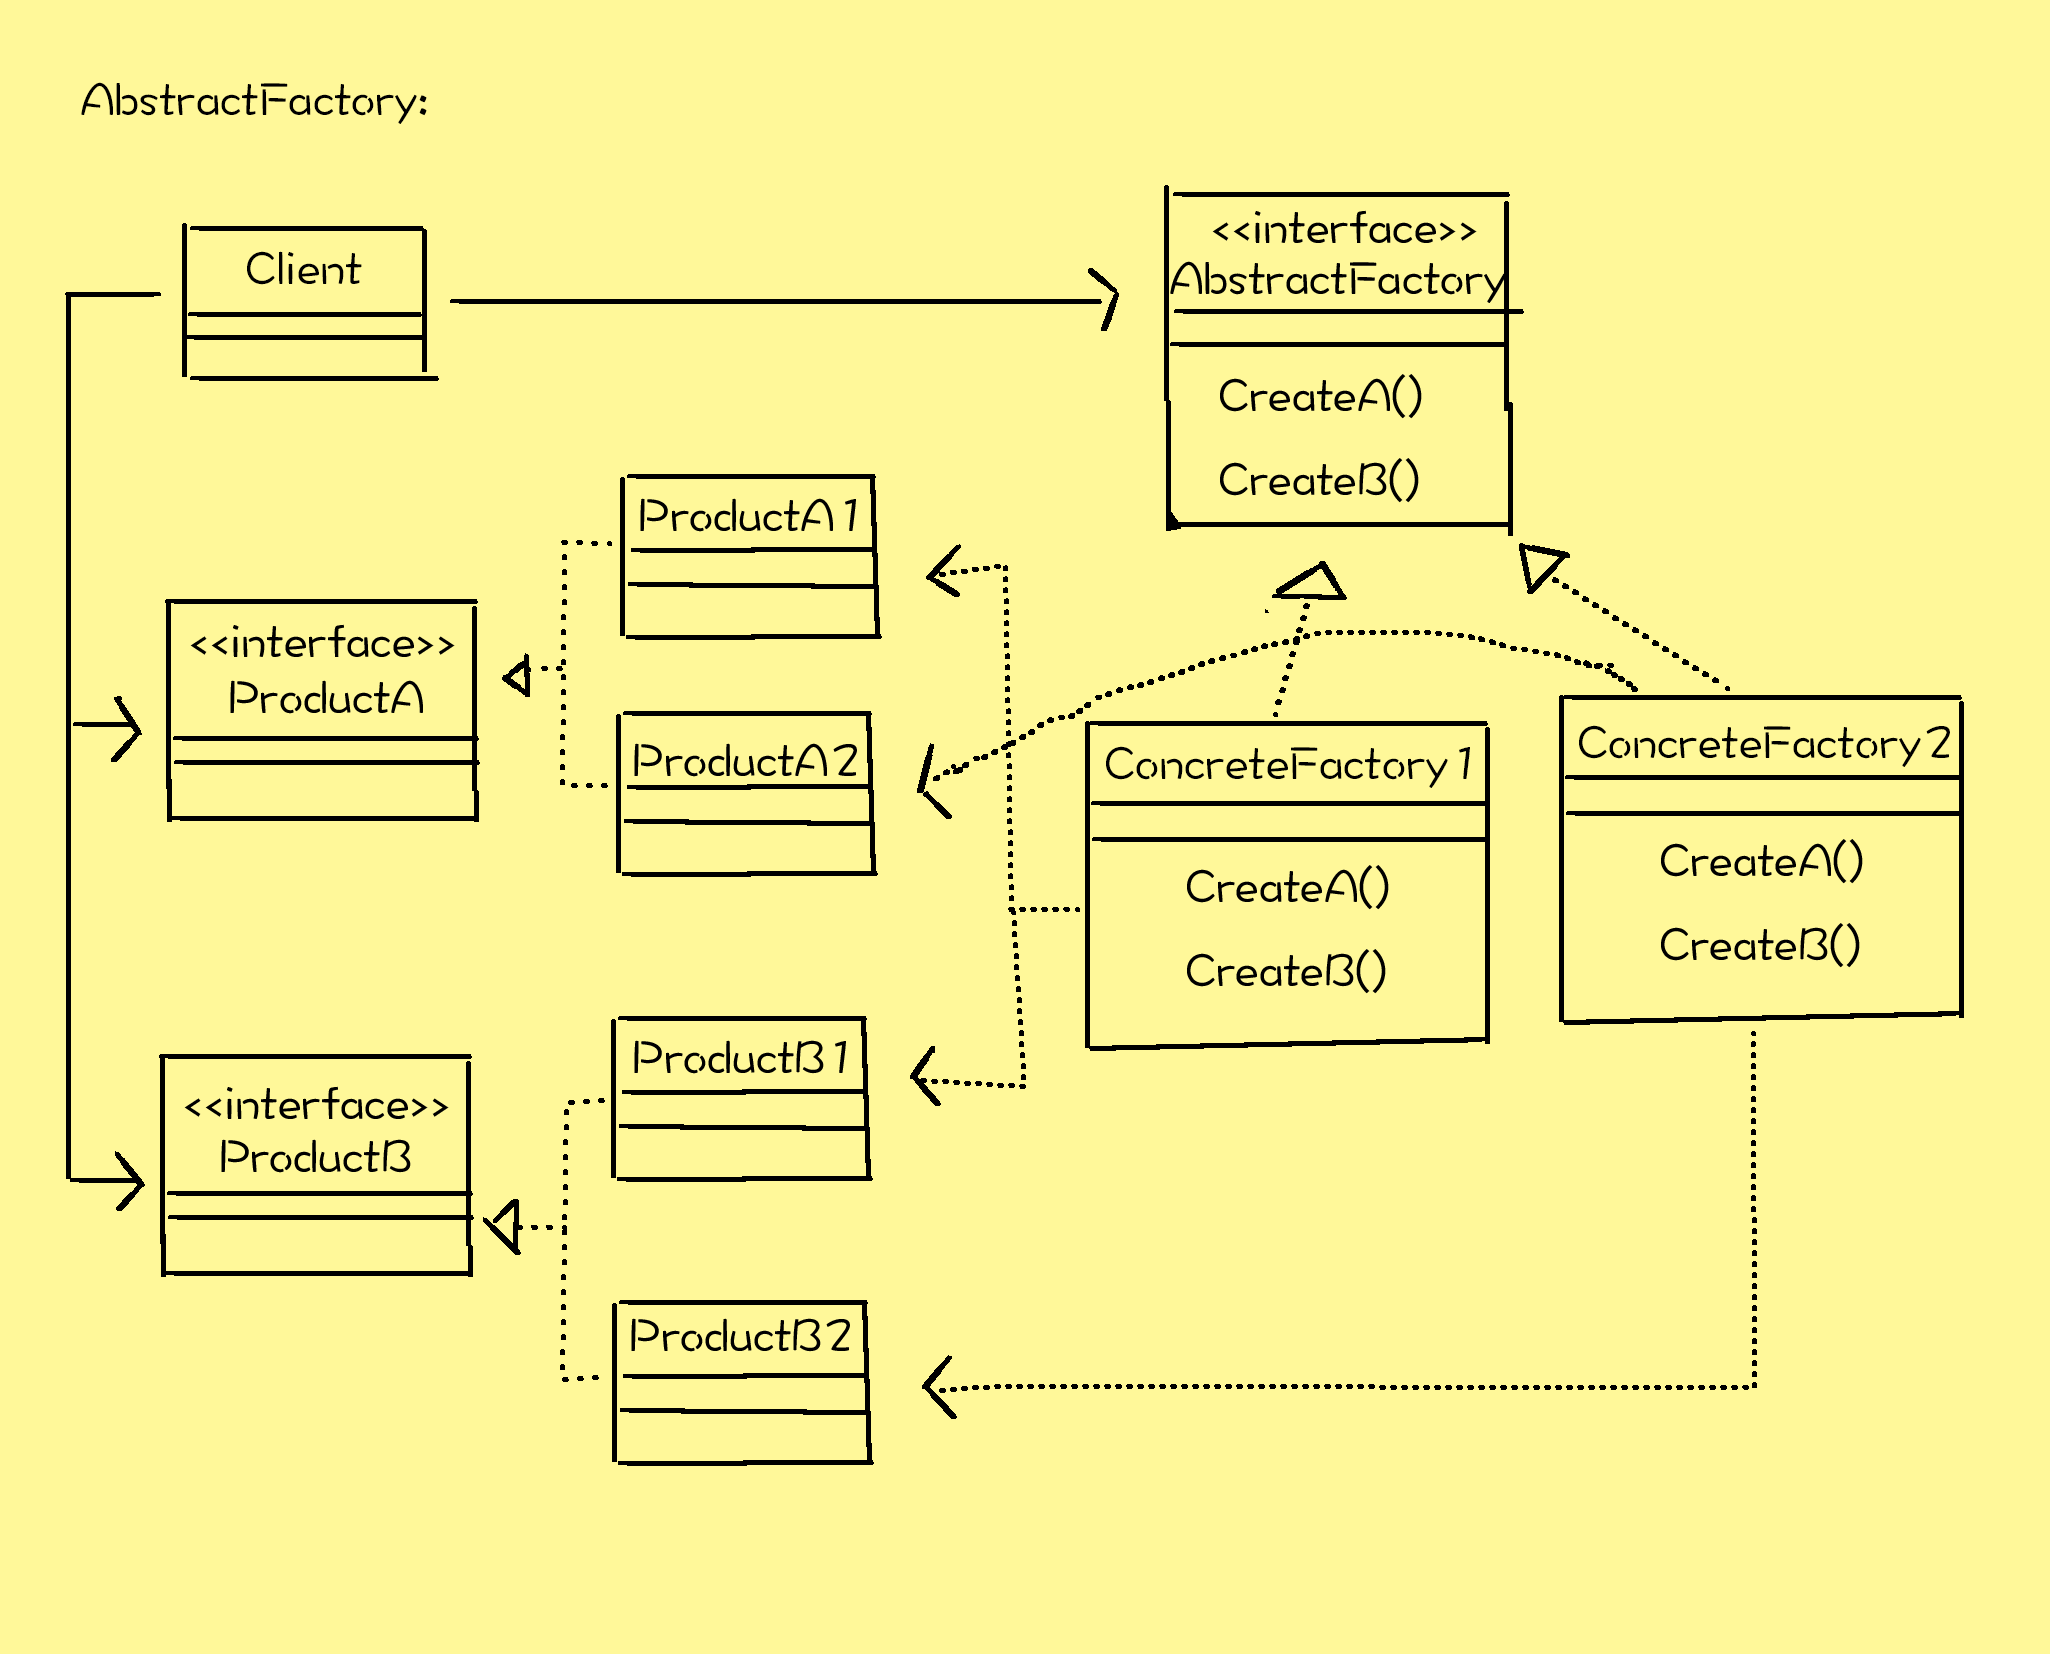 AbstractFactory:
Client
<<interface>>
AbstractFactory
CreateA()
CreateB()
ProductA1
<<interface>>
ProductA
ProductA2
ConcreteFactory1
CreateA()
CreateB()
ConcreteFactory2
CreateA()
CreateB()
<<interface>>
ProductB
ProductB1
ProductB2